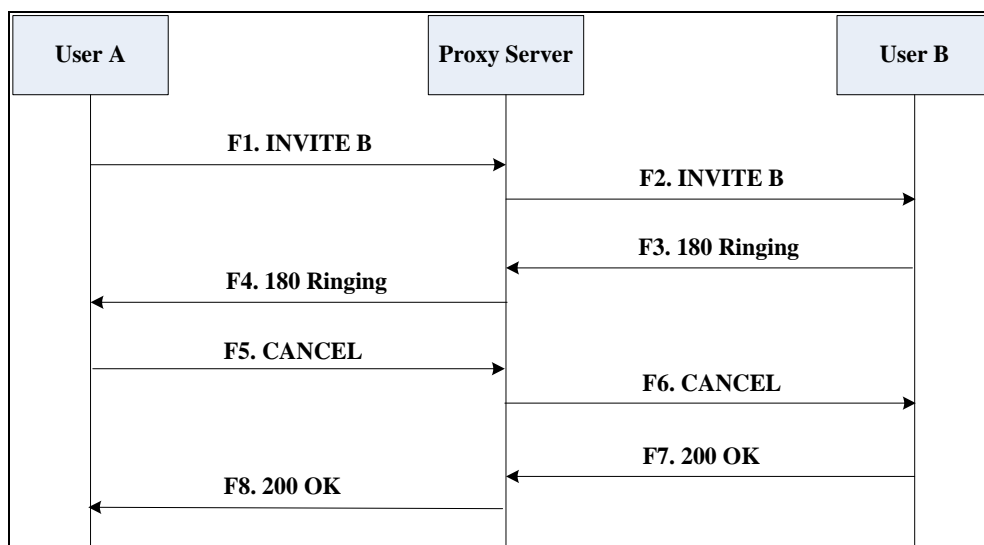 User A
Proxy Server
User B
F1. INVITE B
F2. INVITE B
F3. 180 Ringing
F4. 180 Ringing
F5. CANCEL
F6. CANCEL
F7. 200 OK
F8. 200 OK